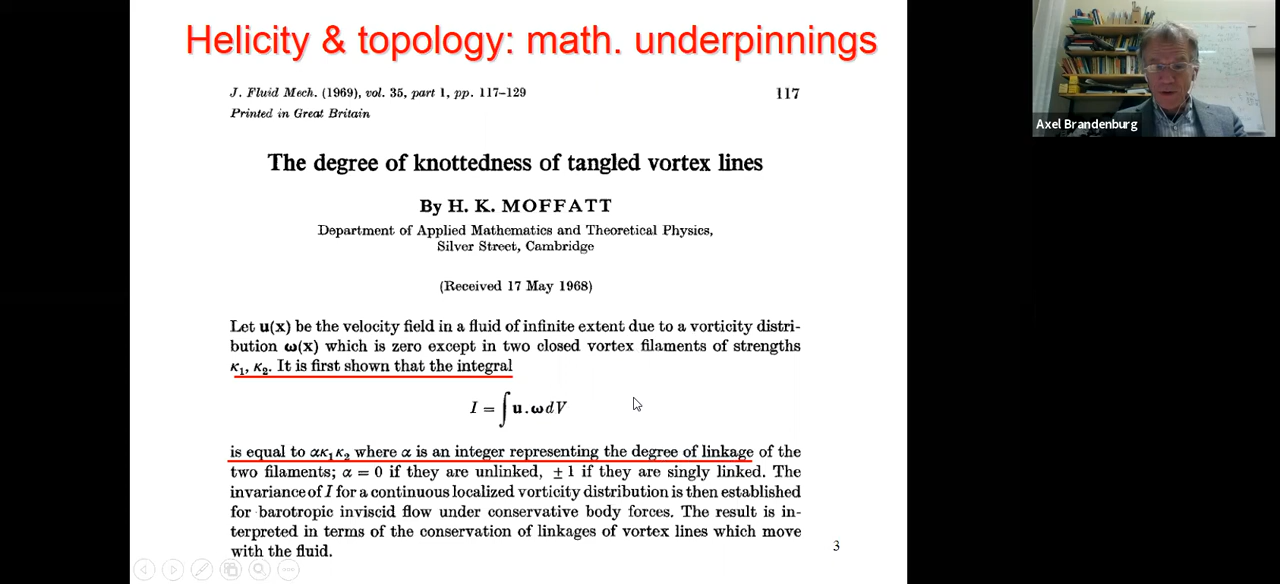 Helicity & topology: math. underpinnings
J. Fluid Mech. (1969), vol. 35, part 1, pp. 117–129
117
Printed in Great Britain
The degree of knottedness of tangled vortex lines
By H. K. MOFFATT
Department of Applied Mathematics and Theoretical Physics,
Silver Street, Cambridge
(Received 17 May 1968)
Let u(x) be the velocity field in a fluid of infinite extent due to a vorticity distri-
bution ω(x) which is zero except in two closed vortex filaments of strengths
κ₁, κ₂. It is first shown that the integral
I = ∫ u . ω dV
is equal to ακ₁κ₂ where α is an integer representing the degree of linkage of the
two filaments; α = 0 if they are unlinked, ± 1 if they are singly linked. The
invariance of I for a continuous localized vorticity distribution is then established
for barotropic inviscid flow under conservative body forces. The result is in-
terpreted in terms of the conservation of linkages of vortex lines which move
with the fluid.
3
Axel Brandenburg